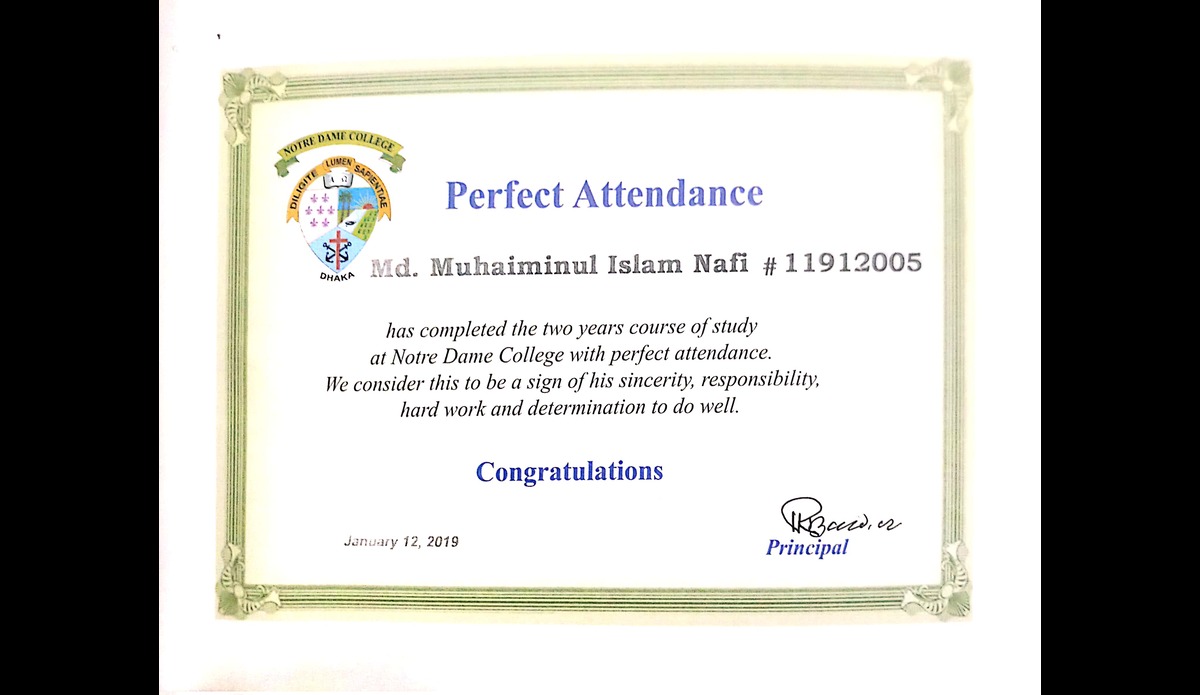 NOTRE DAME COLLEGE
DILIGITE LUMEN SAPIENTIAE
Α Ω
DHAKA
Perfect Attendance
Md. Muhaiminul Islam Nafi # 11912005
has completed the two years course of study
at Notre Dame College with perfect attendance.
We consider this to be a sign of his sincerity, responsibility,
hard work and determination to do well.
Congratulations
January 12, 2019
Principal